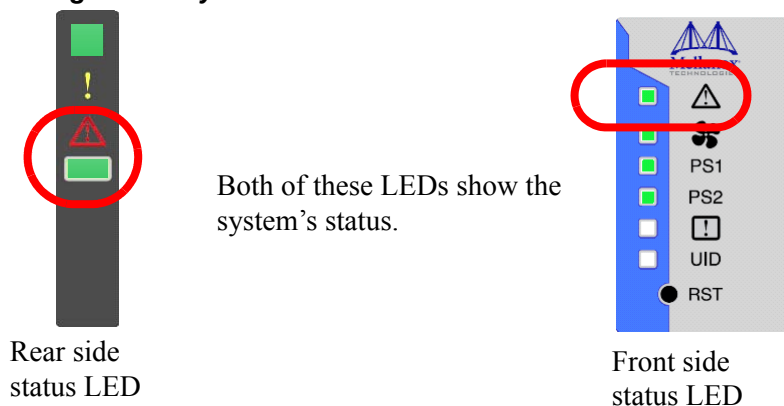 !
Mellanox
TECHNOLOGIES
PS1
PS2
!
UID
RST
Both of these LEDs show the
system’s status.
Rear side
status LED
Front side
status LED